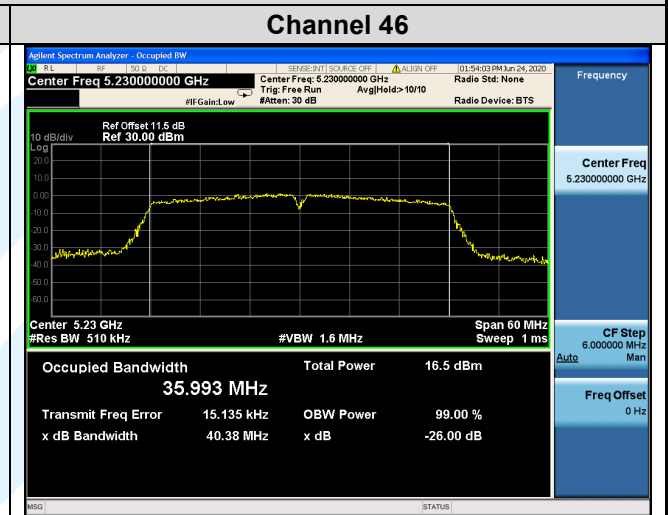 Channel 46
Agilent Spectrum Analyzer - Occupied BW
RL RF 50 Ω DC SENSE:INT SOURCE OFF ALIGN OFF 01:54:03 PM Jun 24, 2020
Center Freq 5.230000000 GHz Center Freq: 5.230000000 GHz Radio Std: None
Trig: Free Run Avg|Hold:> 10/10
#IFGain:Low #Atten: 30 dB Radio Device: BTS
Frequency
Ref Offset 11.5 dB
10 dB/div Ref 30.00 dBm
Log
20.0
10.0
0.00
-10.0
-20.0
-30.0
-40.0
-50.0
-60.0
Center Freq
5.230000000 GHz
Center 5.23 GHz Span 60 MHz
#Res BW 510 kHz #VBW 1.6 MHz Sweep 1 ms
CF Step
6.000000 MHz
Auto Man
Occupied Bandwidth Total Power 16.5 dBm
35.993 MHz
Freq Offset
0 Hz
Transmit Freq Error 15.135 kHz OBW Power 99.00 %
x dB Bandwidth 40.38 MHz x dB -26.00 dB
MSG STATUS